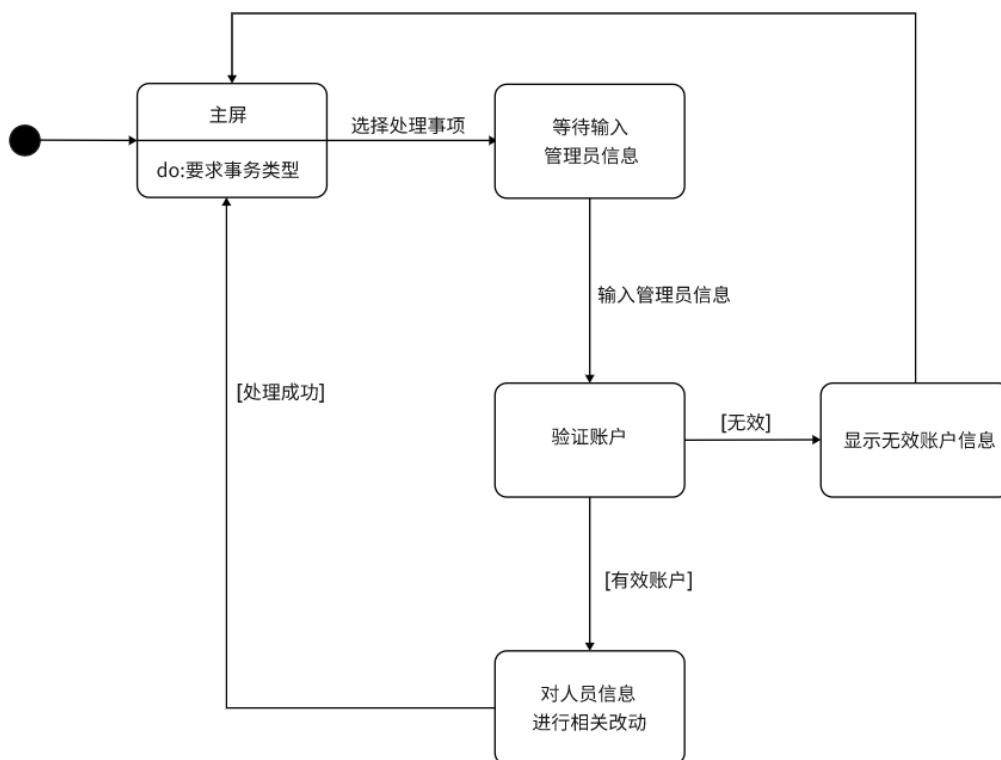 主屏
do:要求事务类型
选择处理事项
等待输入
管理员信息
输入管理员信息
[处理成功]
验证账户
[无效]
显示无效账户信息
[有效账户]
对人员信息
进行相关改动